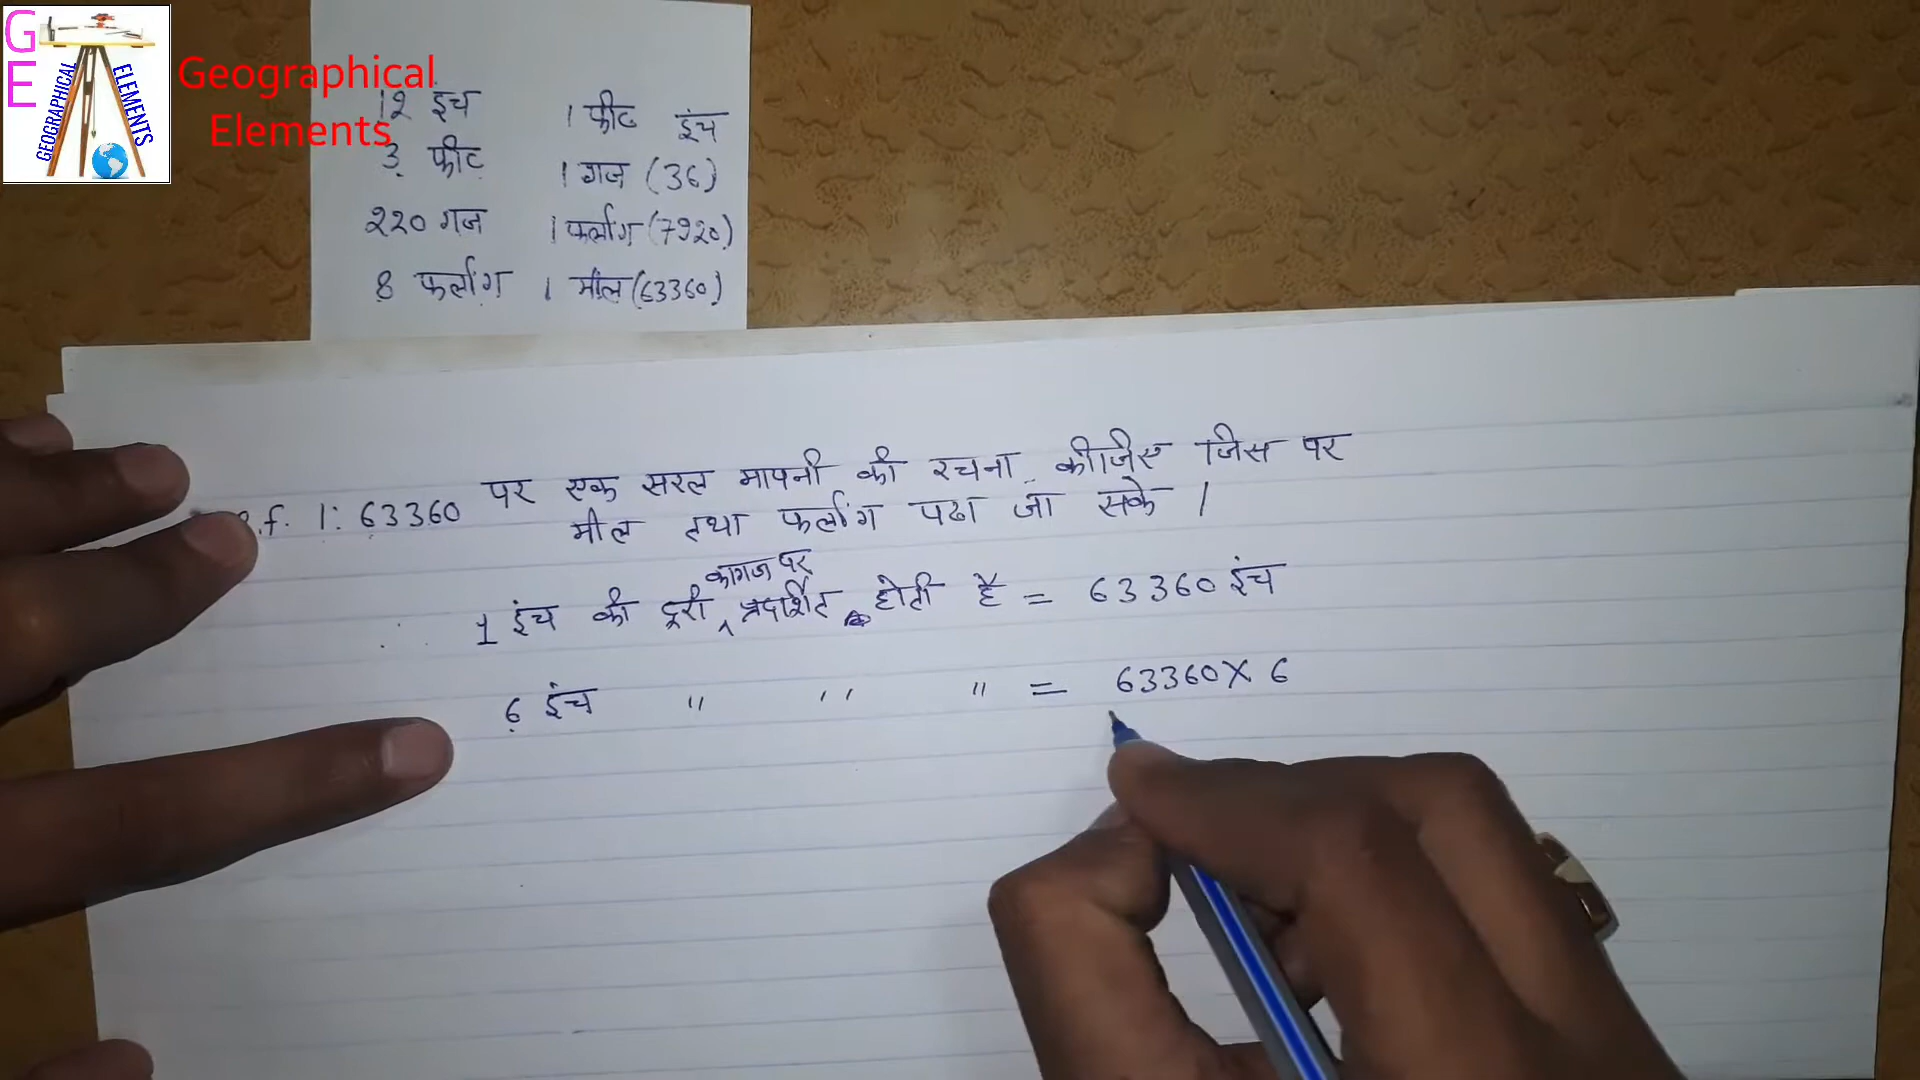 G
E
GEOGRAPHICAL
ELEMENTS
Geographical
Elements
12 इंच 1 फीट इंच
3 फीट 1 गज (36)
220 गज 1 फर्लांग (7920)
8 फर्लांग 1 मील (63360)
.f. 1: 63360 पर एक सरल मापनी की रचना कीजिए जिस पर
मील तथा फर्लांग पढा जा सके ।
कागज पर
1 इंच की दूरी ^ प्रदर्शित होती है = 63360 इंच
6 इंच " " " = 63360 X 6